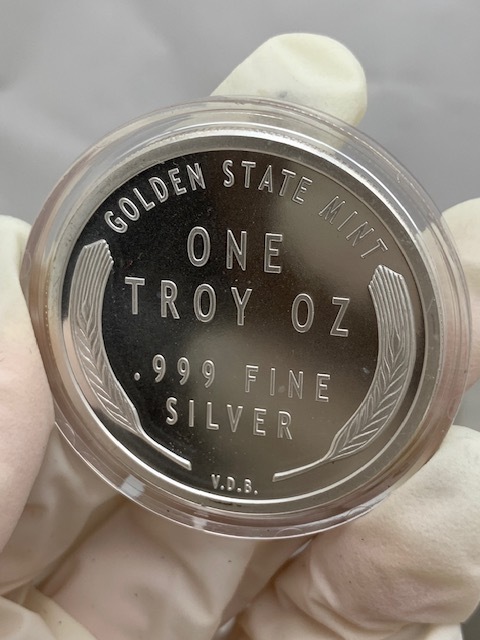 GOLDEN STATE MINT
ONE
TROY OZ
.999 FINE
SILVER
V.D.B.